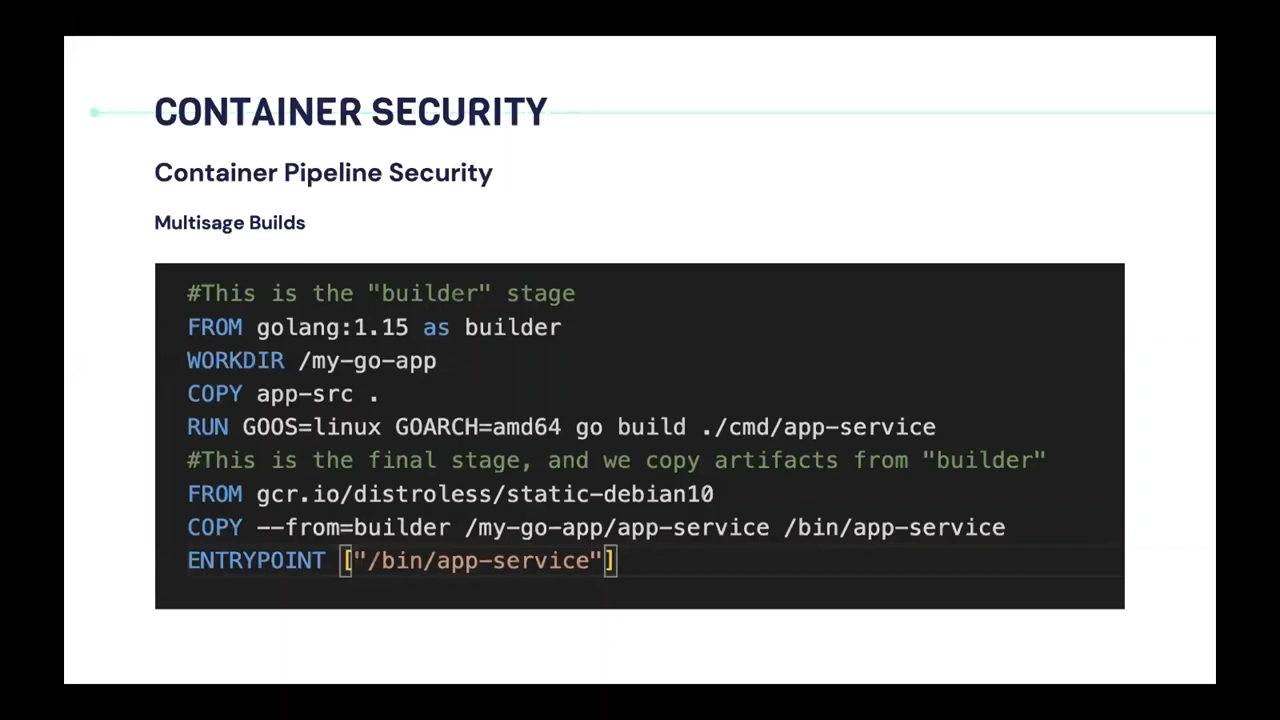 CONTAINER SECURITY
Container Pipeline Security
Multisage Builds
#This is the "builder" stage
FROM golang:1.15 as builder
WORKDIR /my-go-app
COPY app-src .
RUN GOOS=linux GOARCH=amd64 go build ./cmd/app-service
#This is the final stage, and we copy artifacts from "builder"
FROM gcr.io/distroless/static-debian10
COPY --from=builder /my-go-app/app-service /bin/app-service
ENTRYPOINT ["/bin/app-service"]